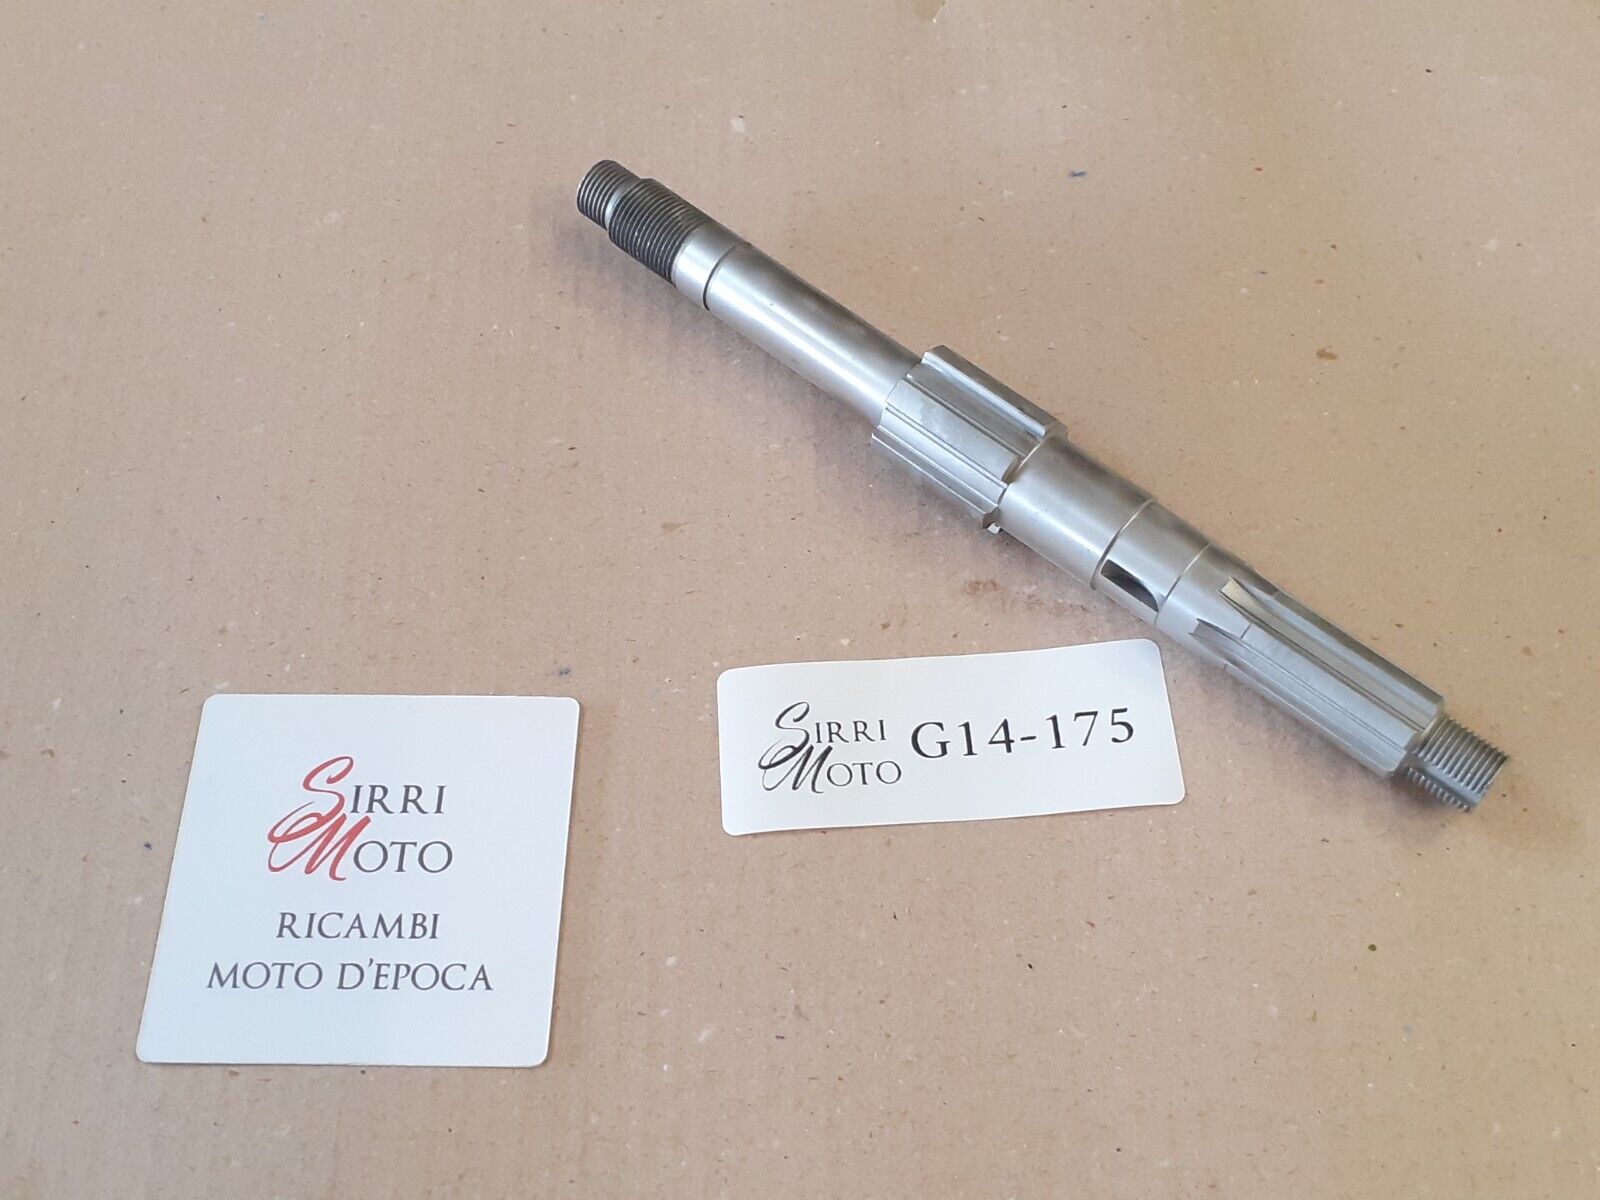 SIRRI
MOTO
RICAMBI
MOTO D'EPOCA
SIRRI
MOTO
G14-175